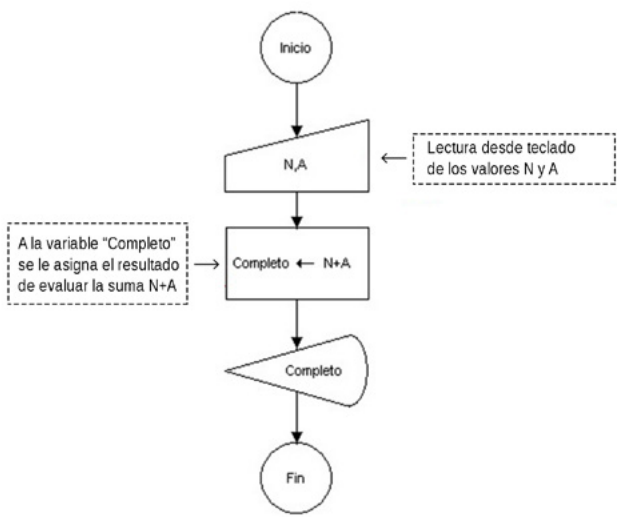 Inicio
N,A
Lectura desde teclado
de los valores N y A
A la variable "Completo"
se le asigna el resultado
de evaluar la suma N+A
Completo ← N+A
Completo
Fin